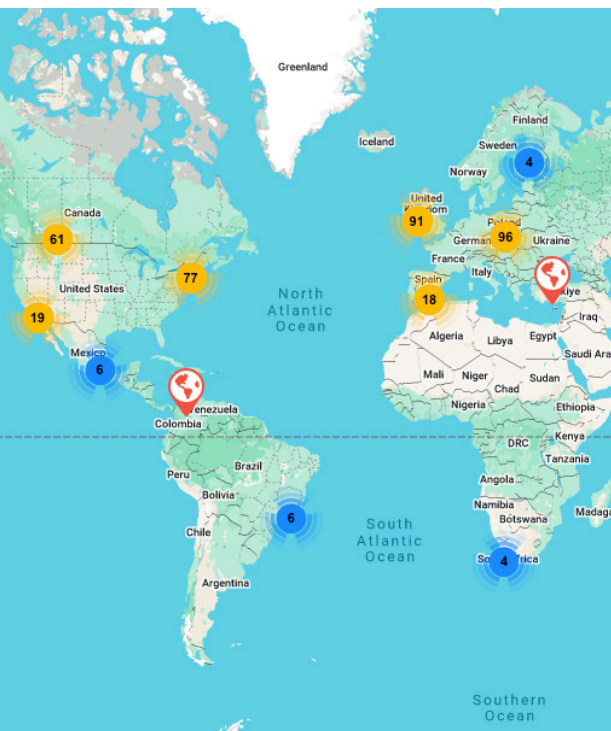 Greenland
Iceland
Finland
Sweden
4
Norway
United
91
Canada
61
96
German
Ukraine
France
77
Italy
Spain
United States
18
North
Atlantic
Ocean
19
Iraq
Algeria
Libya
Egypt
Saudi Ara
Mexico
6
Mali
Niger
Chad
Sudan
Nigeria
Ethiopia
enezuela
Colombia
DRC
Kenya
Tanzania
Peru
Brazil
Angola
Bolivia
Namibia
Botswana
Madaga
6
South
Atlantic
Ocean
Chile
4
Argentina
Southern
Ocean